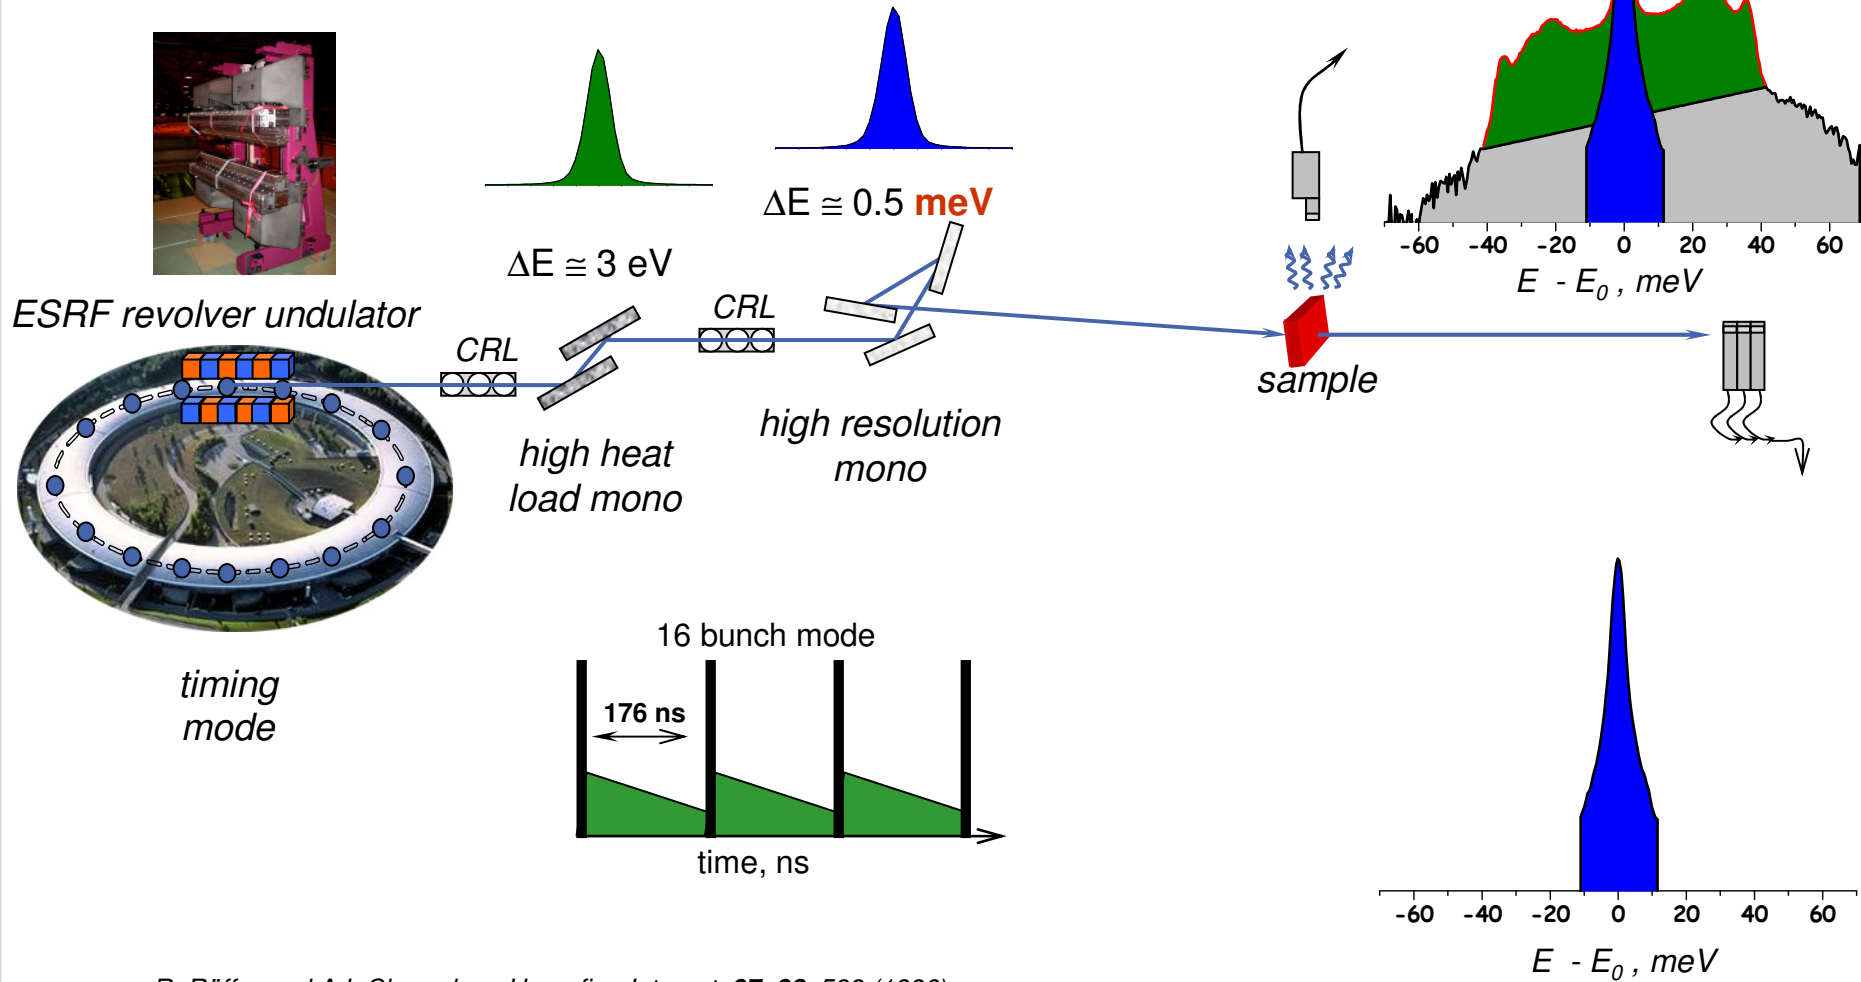 ΔE ≅ 0.5 meV
ΔE ≅ 3 eV
-60 -40 -20 0 20 40 60
E - E0 , meV
ESRF revolver undulator
CRL
CRL
sample
high heat
load mono
high resolution
mono
timing
mode
16 bunch mode
176 ns
time, ns
-60 -40 -20 0 20 40 60
E - E0 , meV